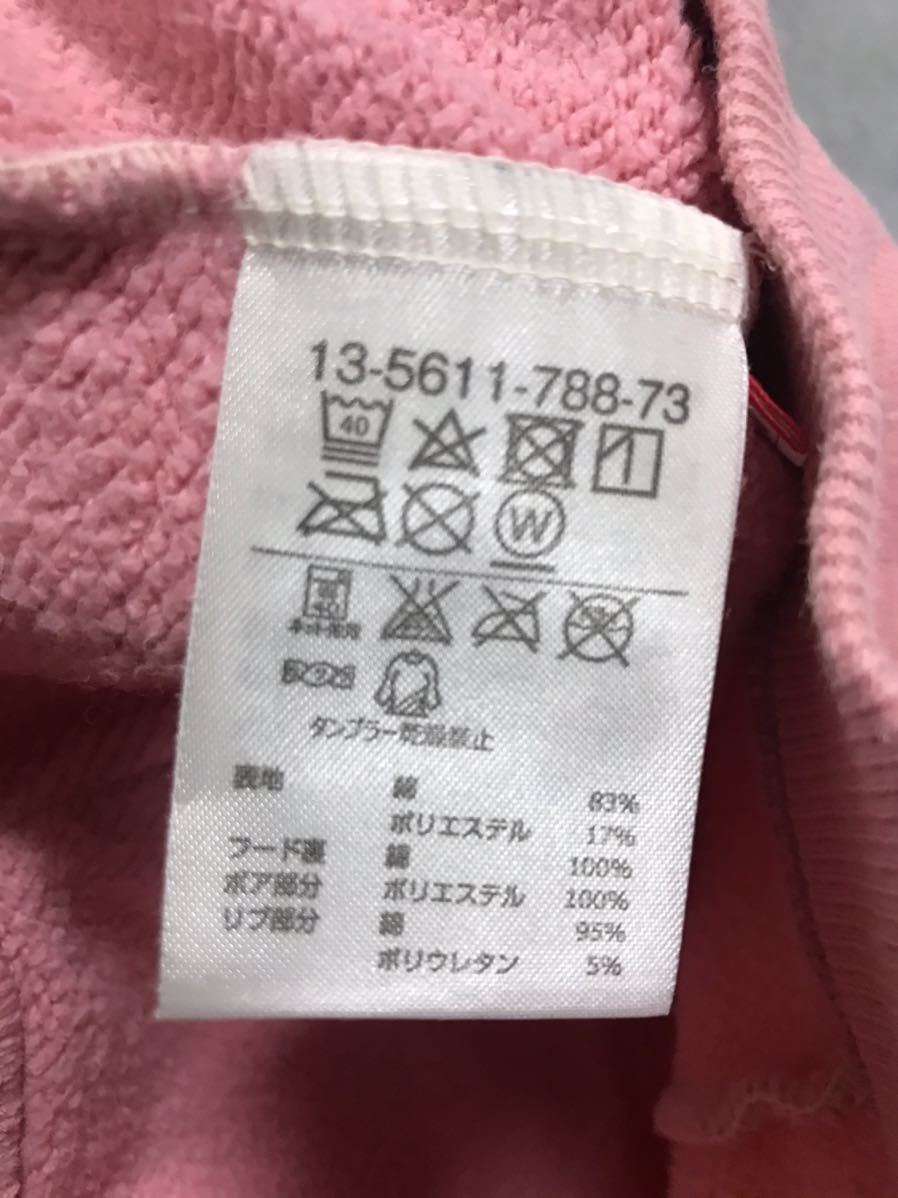 13-5611-788-73
40
W
40
ネット使用
タンブラー乾燥禁止
表地 綿 83%
ポリエステル 17%
フード裏 綿 100%
ボア部分 ポリエステル 100%
リブ部分 綿 95%
ポリウレタン 5%